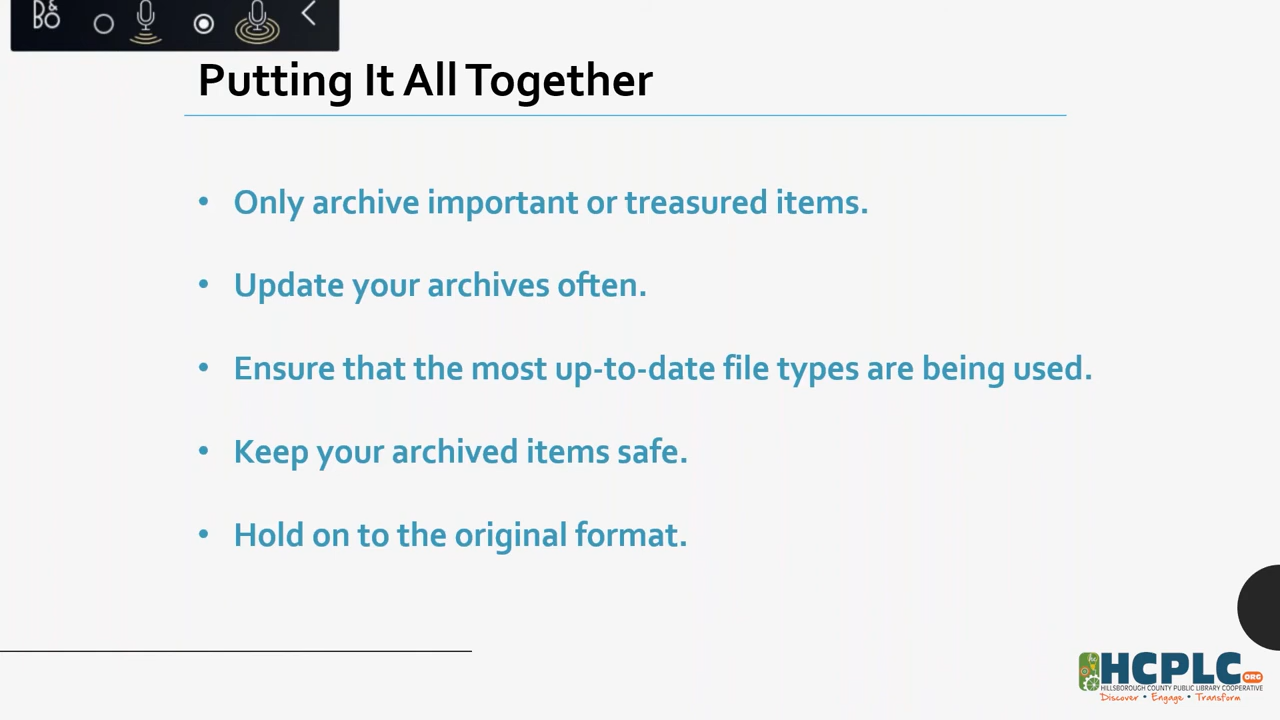 B&O
Putting It All Together
• Only archive important or treasured items.
• Update your archives often.
• Ensure that the most up-to-date file types are being used.
• Keep your archived items safe.
• Hold on to the original format.
HCPLC.ORG
HILLSBOROUGH COUNTY PUBLIC LIBRARY COOPERATIVE
Discover • Engage • Transform